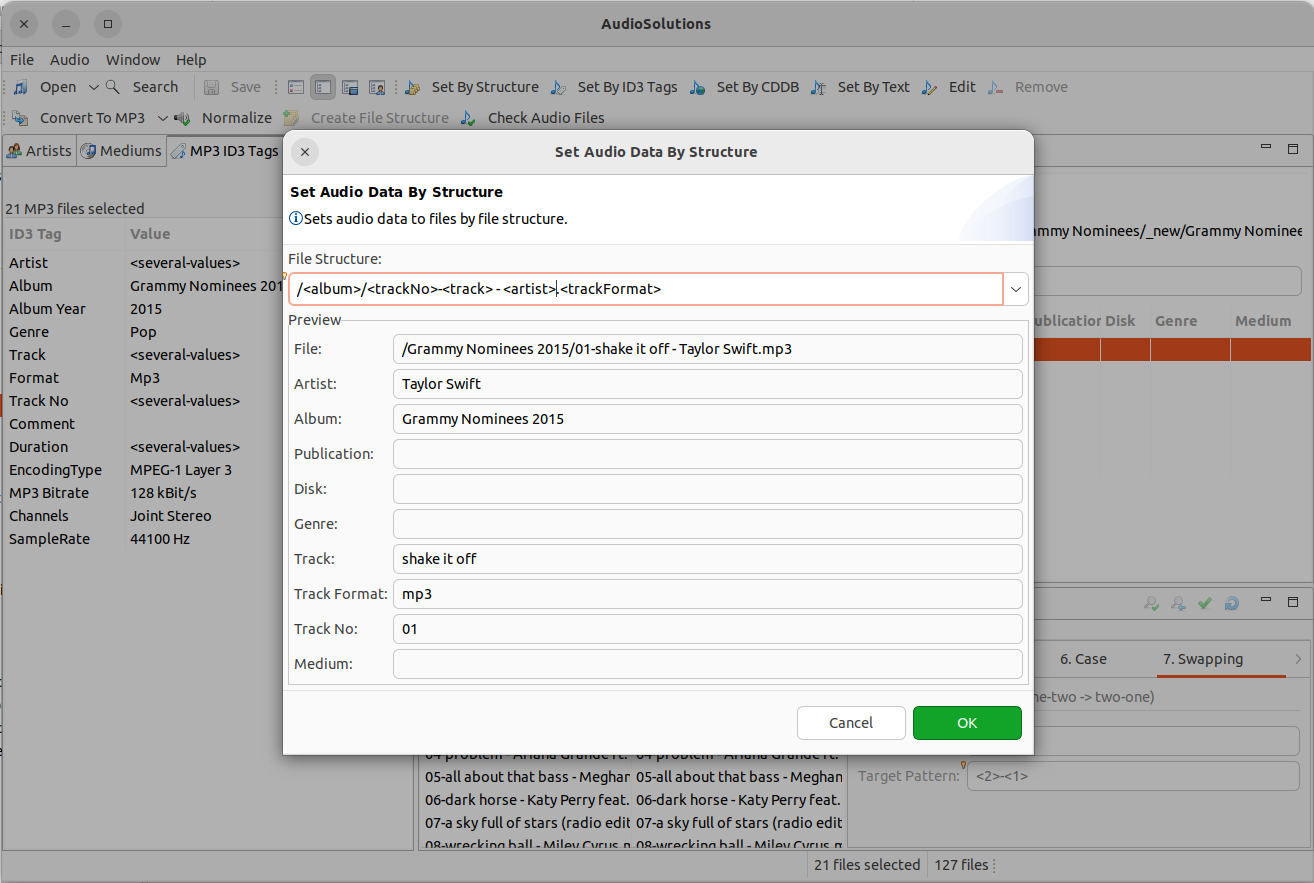 AudioSolutions
File Audio Window Help
Open Search Save Set By Structure Set By ID3 Tags Set By CDDB Set By Text Edit Remove
Convert To MP3 Normalize Create File Structure Check Audio Files
Artists Mediums MP3 ID3 Tags
21 MP3 files selected
ID3 Tag Value
Artist <several-values>
Album Grammy Nominees 201
Album Year 2015
Genre Pop
Track <several-values>
Format Mp3
Track No <several-values>
Comment
Duration <several-values>
EncodingType MPEG-1 Layer 3
MP3 Bitrate 128 kBit/s
Channels Joint Stereo
SampleRate 44100 Hz
Set Audio Data By Structure
Set Audio Data By Structure
Sets audio data to files by file structure.
File Structure:
/<album>/<trackNo>-<track> - <artist>.<trackFormat>
Preview
File: /Grammy Nominees 2015/01-shake it off - Taylor Swift.mp3
Artist: Taylor Swift
Album: Grammy Nominees 2015
Publication:
Disk:
Genre:
Track: shake it off
Track Format: mp3
Track No: 01
Medium:
Cancel OK
mmy Nominees/_new/Grammy Nominee
ublication Disk Genre Medium
6. Case 7. Swapping
ne-two -> two-one)
Target Pattern: <2>-<1>
04-problem - Ariana Grande ft. 04-problem - Ariana Grande ft.
05-all about that bass - Meghan 05-all about that bass - Meghan
06-dark horse - Katy Perry feat. 06-dark horse - Katy Perry feat.
07-a sky full of stars (radio edit 07-a sky full of stars (radio edit
08-wrecking ball - Miley Cyrus.m 08-wrecking ball - Miley Cyrus.m
21 files selected 127 files